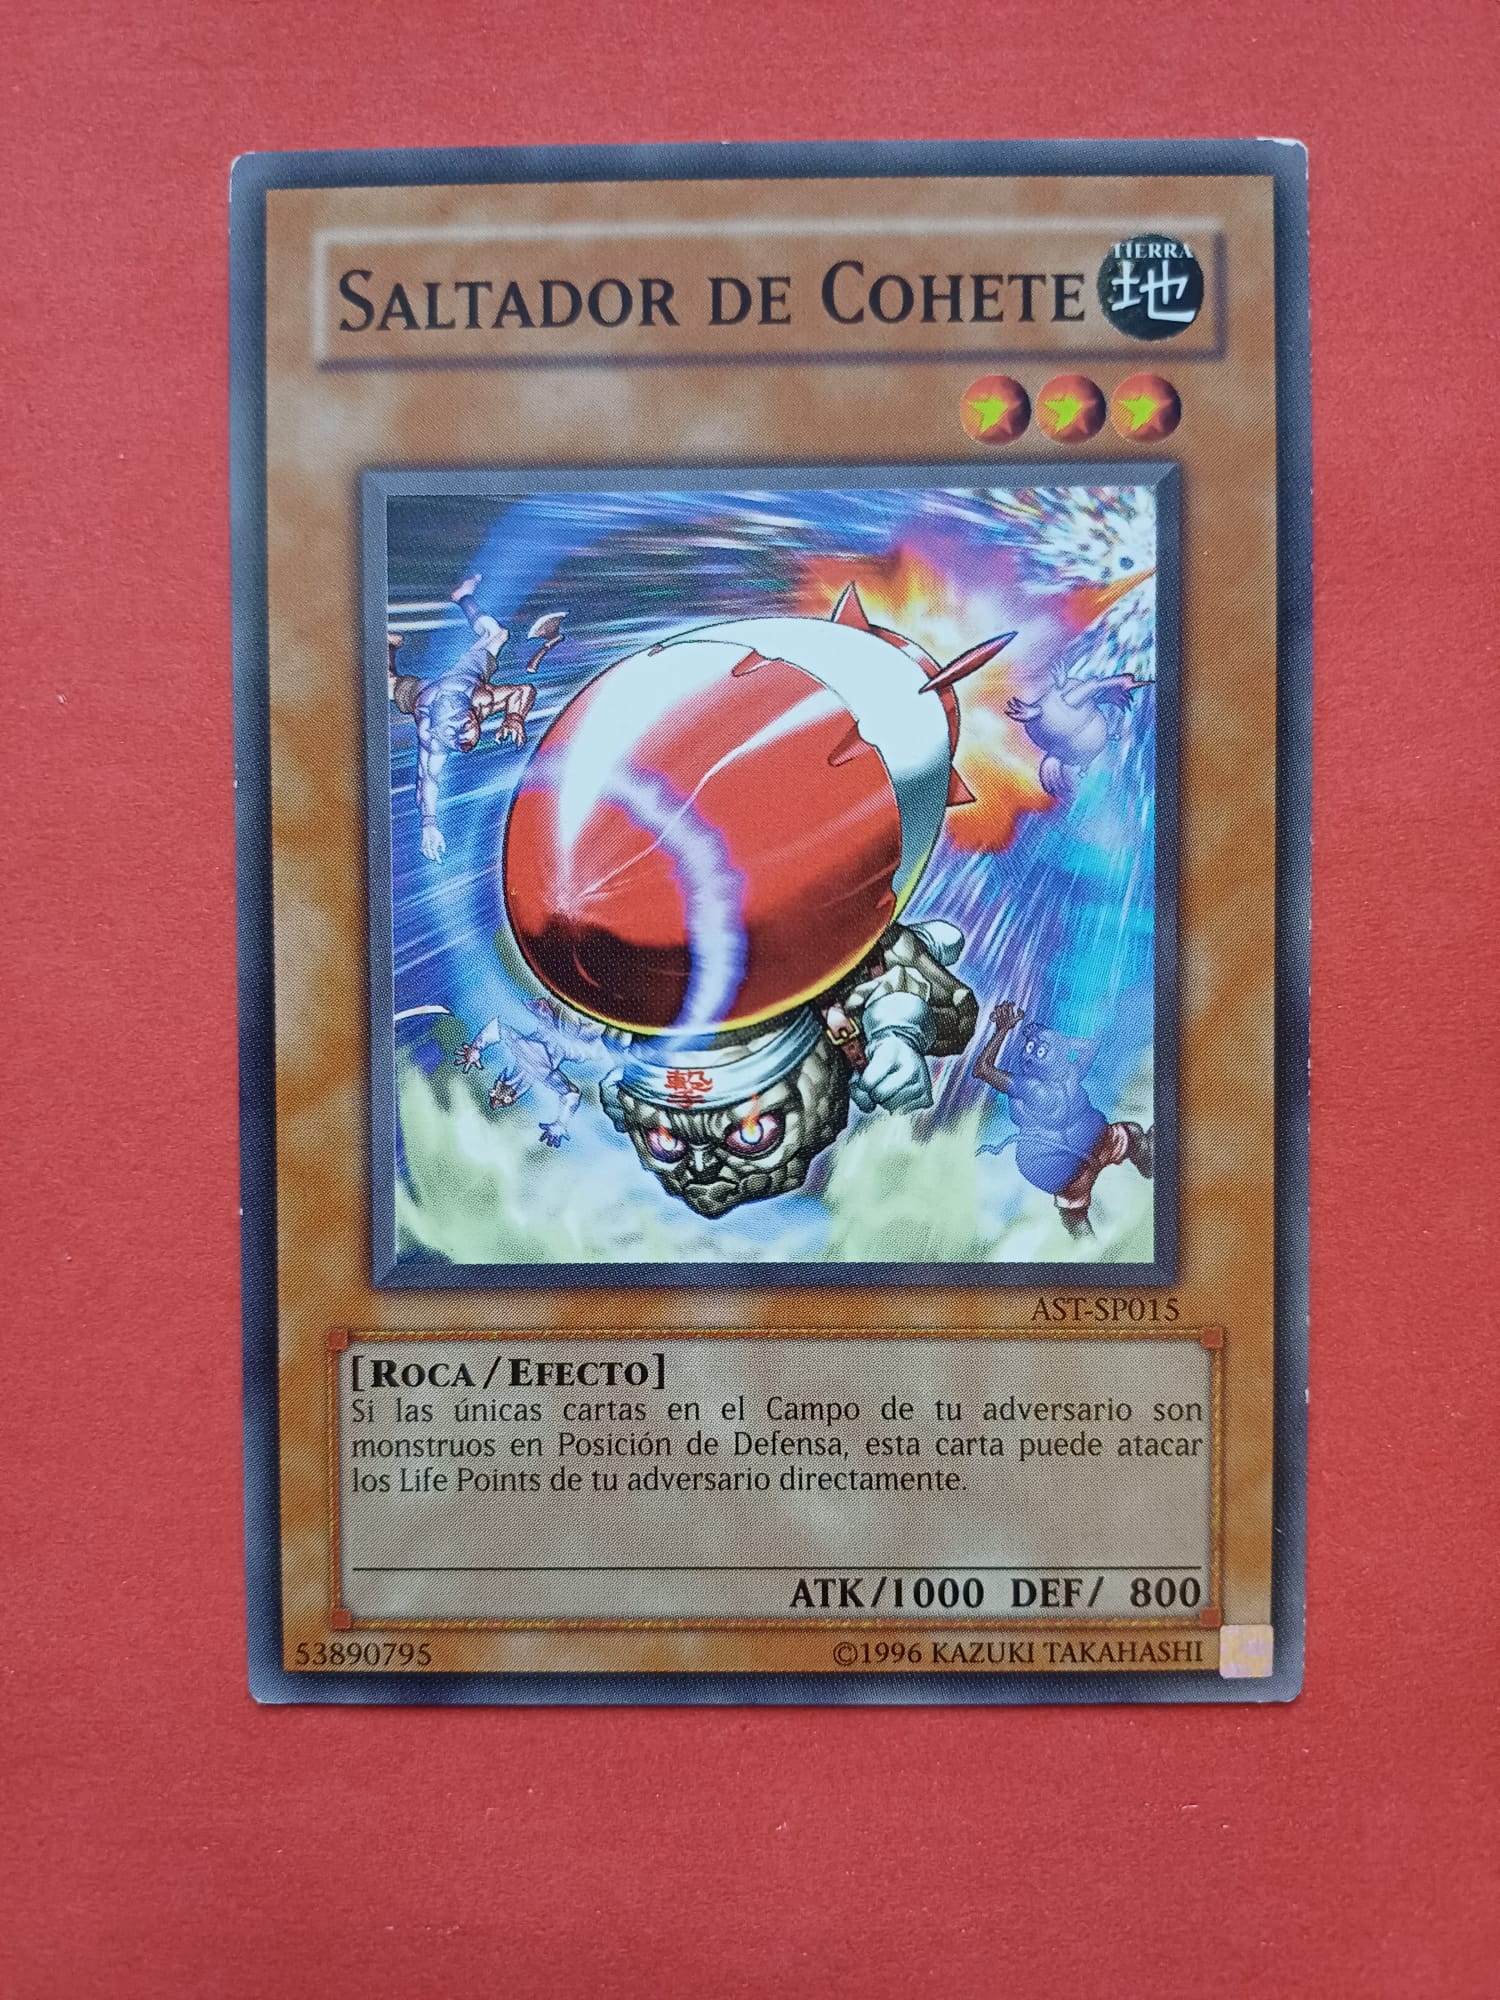 SALTADOR DE COHETE
TIERRA
地
撃
AST-SP015
[ROCA/EFECTO]
Si las únicas cartas en el Campo de tu adversario son
monstruos en Posición de Defensa, esta carta puede atacar
los Life Points de tu adversario directamente.
ATK/1000 DEF/ 800
53890795
©1996 KAZUKI TAKAHASHI